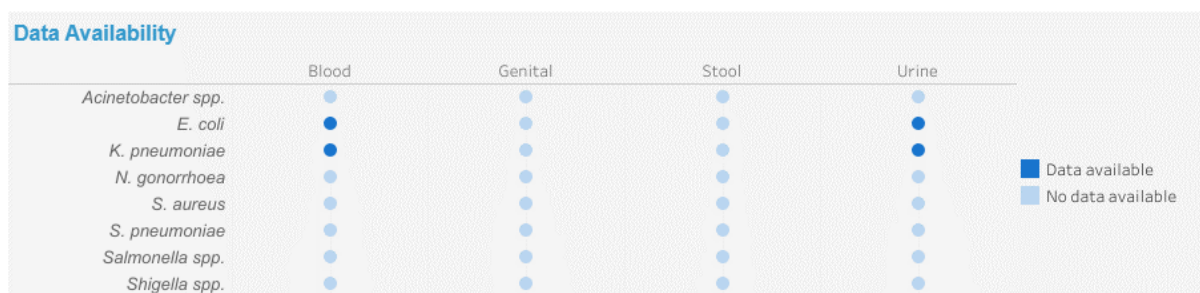 Data Availability
Blood Genital Stool Urine
Acinetobacter spp.
E. coli
K. pneumoniae
N. gonorrhoea
S. aureus
S. pneumoniae
Salmonella spp.
Shigella spp.
Data available
No data available